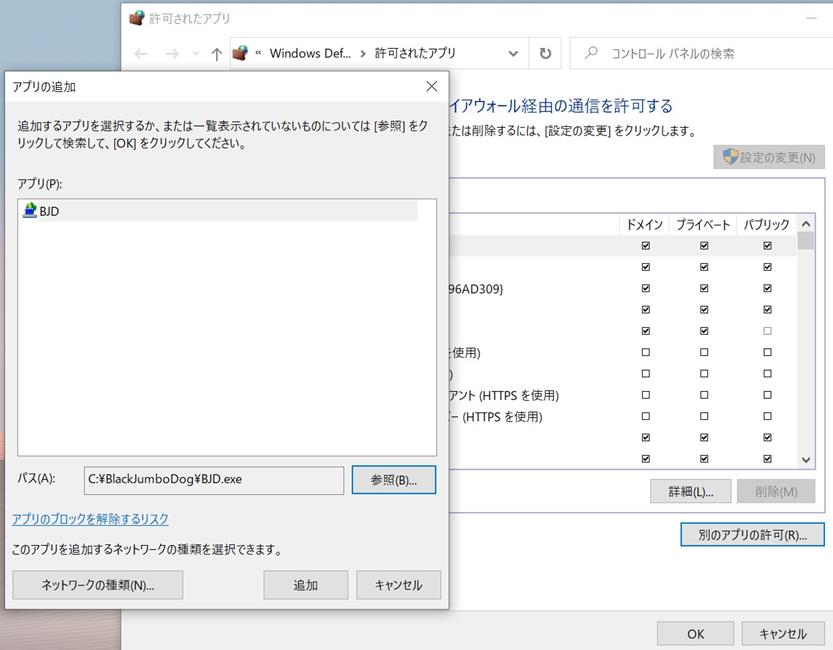 許可されたアプリ
« Windows Def... › 許可されたアプリ
コントロール パネルの検索
アプリの追加
追加するアプリを選択するか、または一覧表示されていないものについては [参照] をク
リックして検索して、[OK] をクリックしてください。
アプリ(P):
BJD
パス(A):
C:¥BlackJumboDog¥BJD.exe
参照(B)...
アプリのブロックを解除するリスク
このアプリを追加するネットワークの種類を選択できます。
ネットワークの種類(N)...
追加
キャンセル
イアウォール経由の通信を許可する
たは削除するには、[設定の変更] をクリックします。
設定の変更(N)
ドメイン プライベート パブリック
96AD309}
を使用)
)
アント (HTTPS を使用)
ー (HTTPS を使用)
詳細(L)...
削除(M)
別のアプリの許可(R)...
OK
キャンセル